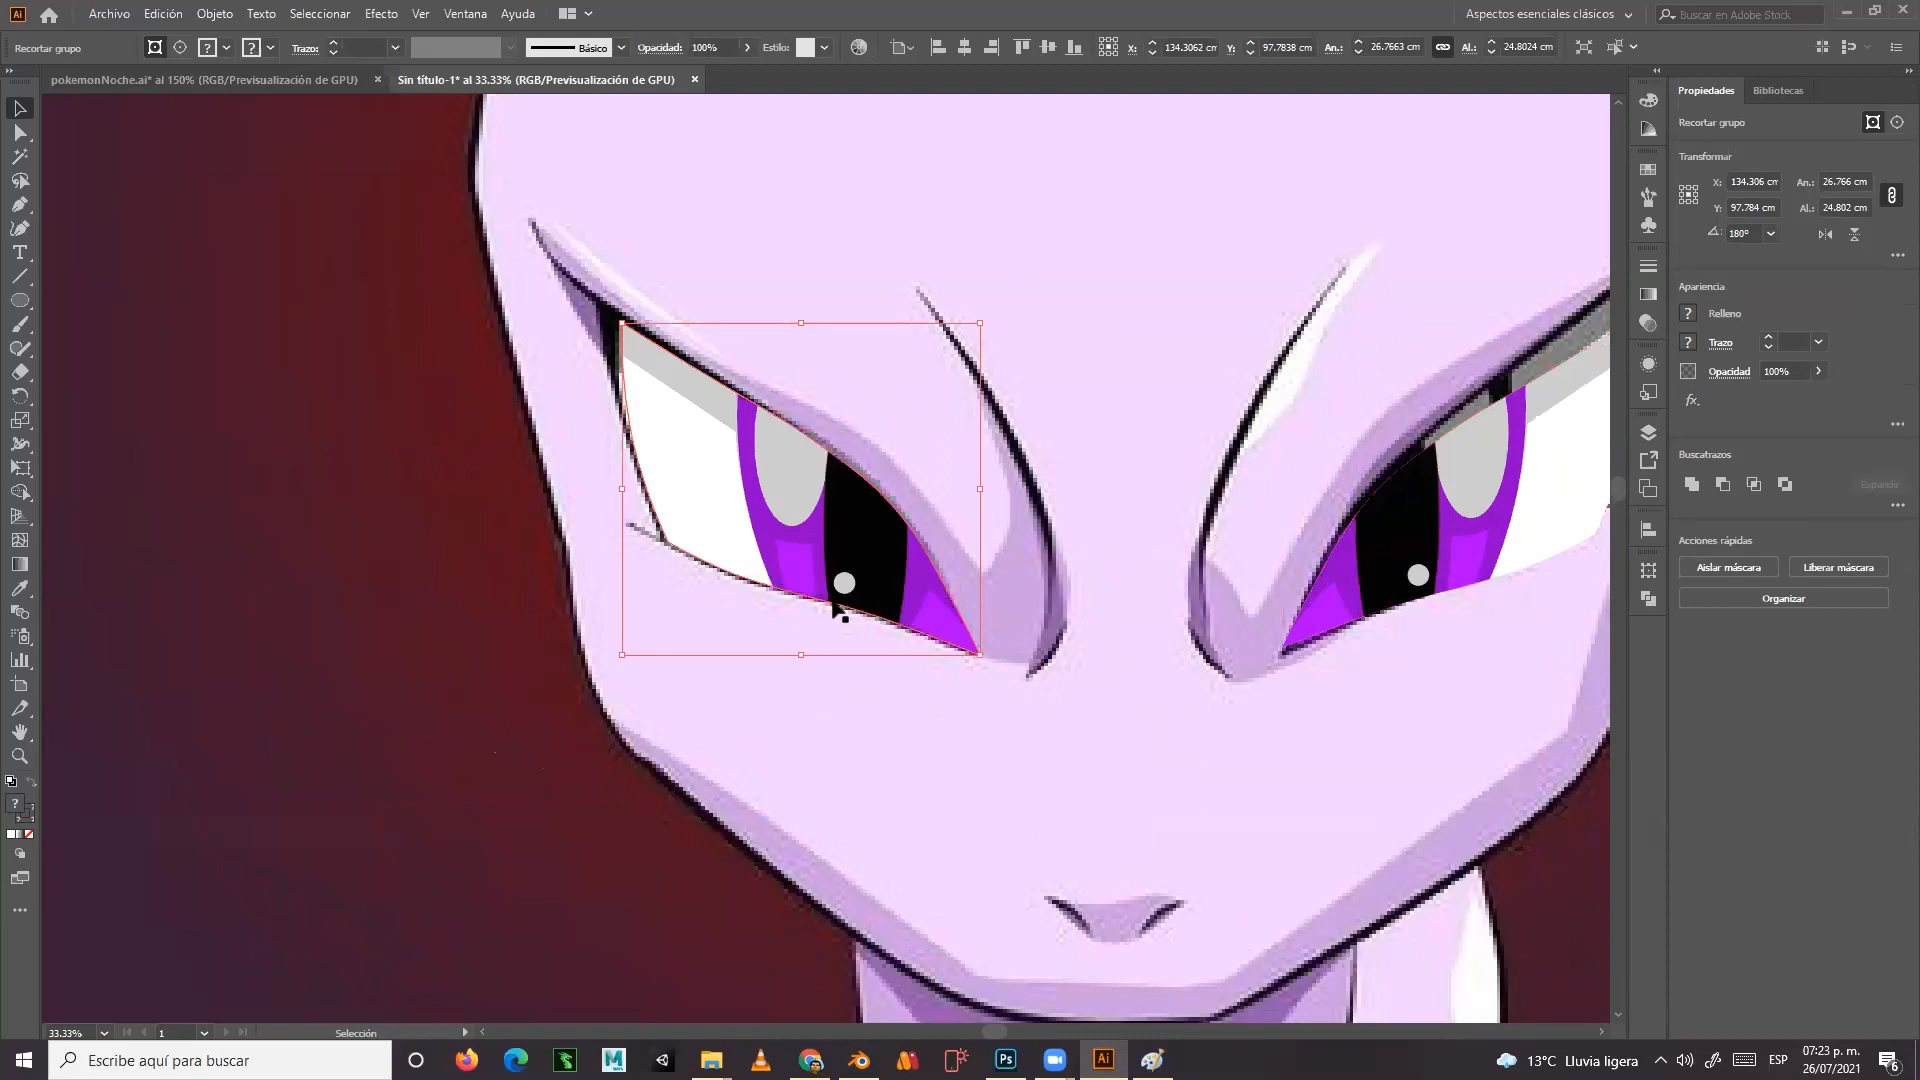 Ai
Archivo Edición Objeto Texto Seleccionar Efecto Ver Ventana Ayuda
Aspectos esenciales clásicos
Buscar en Adobe Stock
Recortar grupo
?
?
Trazo:
Básico
Opacidad: 100%
Estilo:
X: 134.3062 cm
Y: 97.7838 cm
An.: 26.7663 cm
Al.: 24.8024 cm
pokemonNoche.ai* al 150% (RGB/Previsualización de GPU) ×
Sin título-1* al 33.33% (RGB/Previsualización de GPU) ×
Propiedades Bibliotecas
Recortar grupo
Transformar
X: 134.306 cm An.: 26.766 cm
Y: 97.784 cm Al.: 24.802 cm
180°
Apariencia
? Relleno
? Trazo
Opacidad 100%
fx.
Buscatrazos
Expandir
Acciones rápidas
Aislar máscara Liberar máscara
Organizar
33.33% 1 Selección
Escribe aquí para buscar
Ps
Ai
13°C Lluvia ligera
ESP
07:23 p. m.
26/07/2021
6